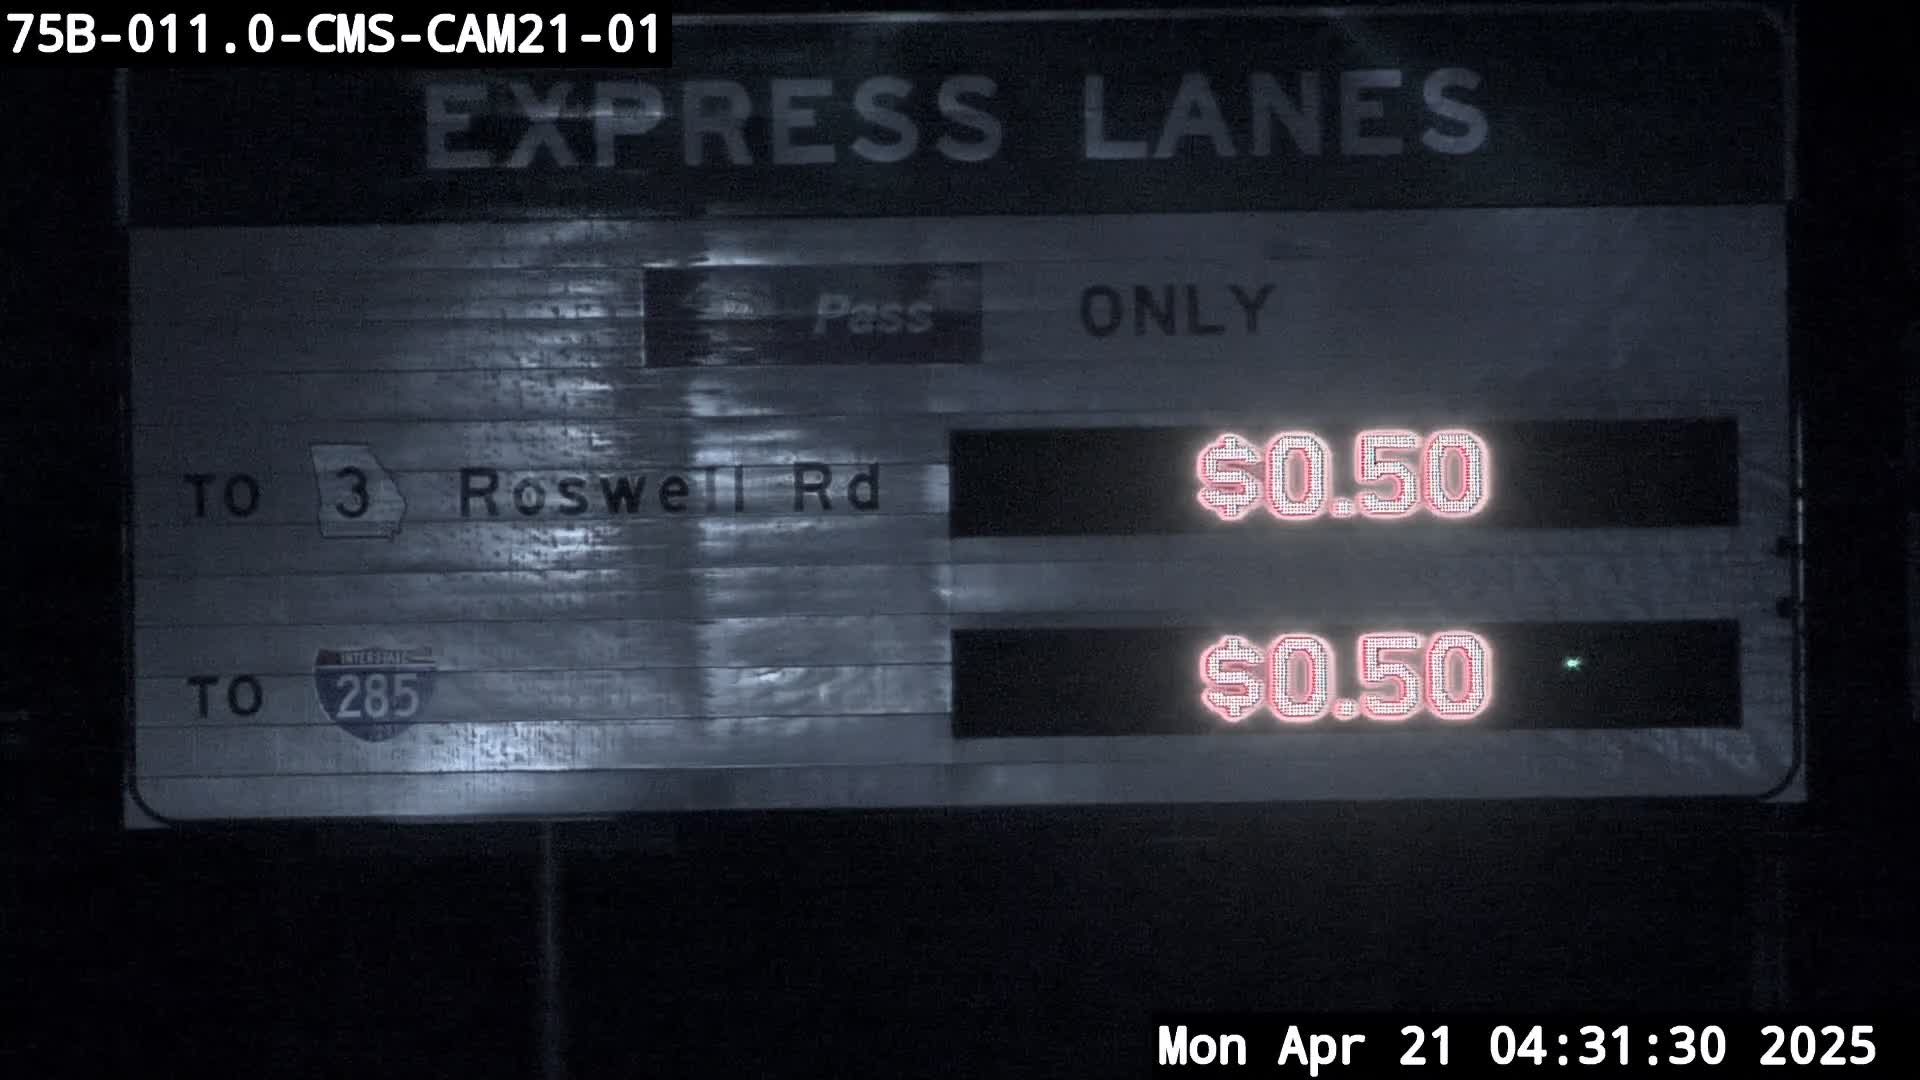 75B-011.0-CMS-CAM21-01
EXPRESS LANES
Pass ONLY
TO 3 Roswell Rd $0.50
INTERSTATE
TO 285 $0.50
Mon Apr 21 04:31:30 2025